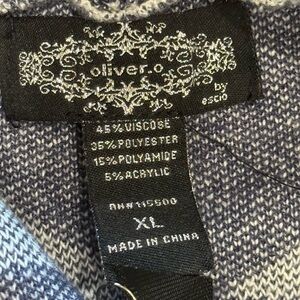 oliver.o.
by
escio
45% VISCOSE
35% POLYESTER
15% POLYAMIDE
5% ACRYLIC
RN# 115500
XL
MADE IN CHINA